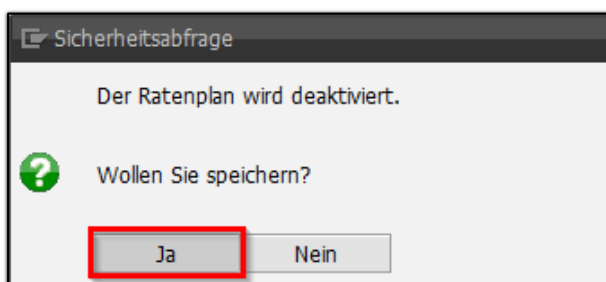 Sicherheitsabfrage
Der Ratenplan wird deaktiviert.
Wollen Sie speichern?
Ja Nein